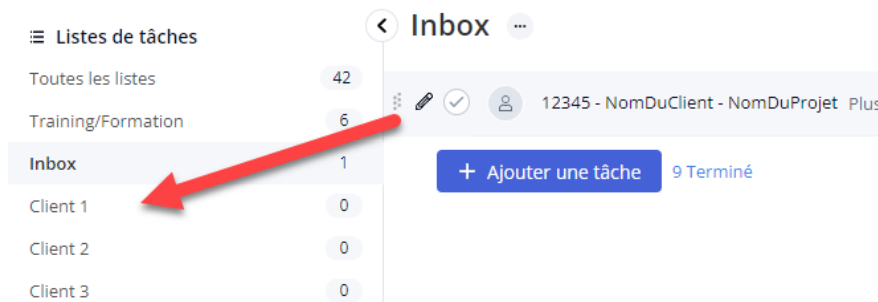 Listes de tâches
Toutes les listes 42
Training/Formation 6
Inbox 1
Client 1 0
Client 2 0
Client 3 0
Inbox
12345 - NomDuClient - NomDuProjet Plus
+ Ajouter une tâche 9 Terminé